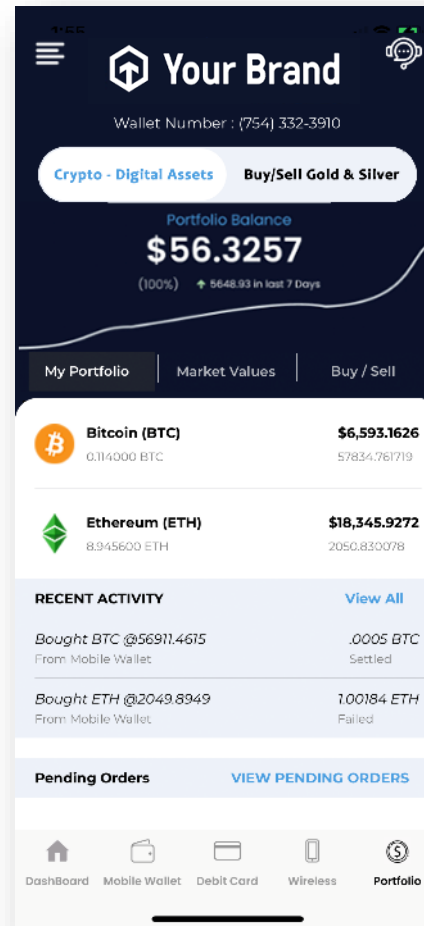 1:55
Your Brand
Wallet Number : (754) 332-3910
Crypto - Digital Assets Buy/Sell Gold & Silver
Portfolio Balance
$56.3257
(100%) 5648.93 in last 7 Days
My Portfolio Market Values Buy / Sell
Bitcoin (BTC) $6,593.1626
0.114000 BTC 57834.761719
Ethereum (ETH) $18,345.9272
8.945600 ETH 2050.830078
RECENT ACTIVITY View All
Bought BTC @56911.4615 .0005 BTC
From Mobile Wallet Settled
Bought ETH @2049.8949 1.00184 ETH
From Mobile Wallet Failed
Pending Orders VIEW PENDING ORDERS
DashBoard Mobile Wallet Debit Card Wireless Portfolio